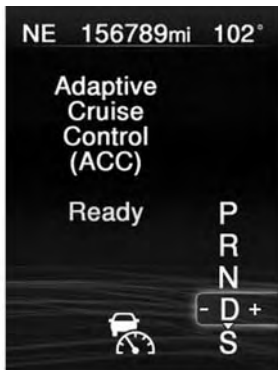 NE 156789mi 102°
Adaptive
Cruise
Control
(ACC)
Ready
P
R
N
- D +
S